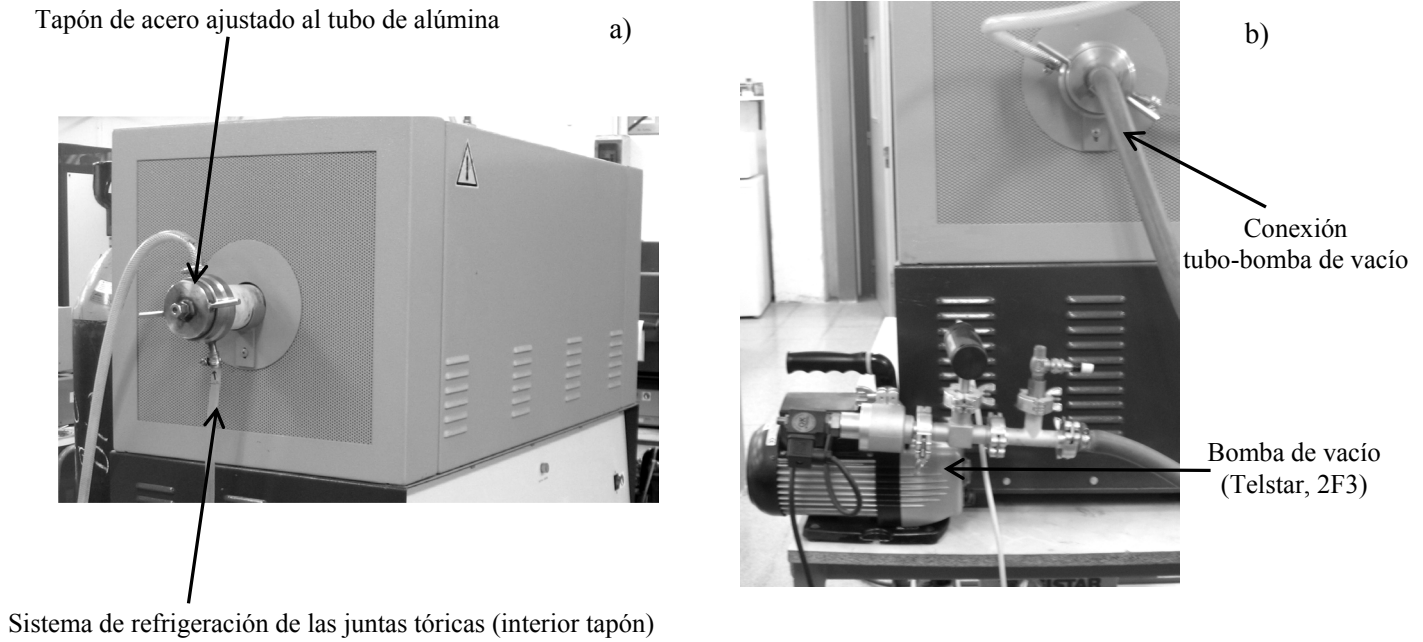 Tapón de acero ajustado al tubo de alúmina
a)
b)
Conexión
tubo-bomba de vacío
Bomba de vacío
(Telstar, 2F3)
Sistema de refrigeración de las juntas tóricas (interior tapón)